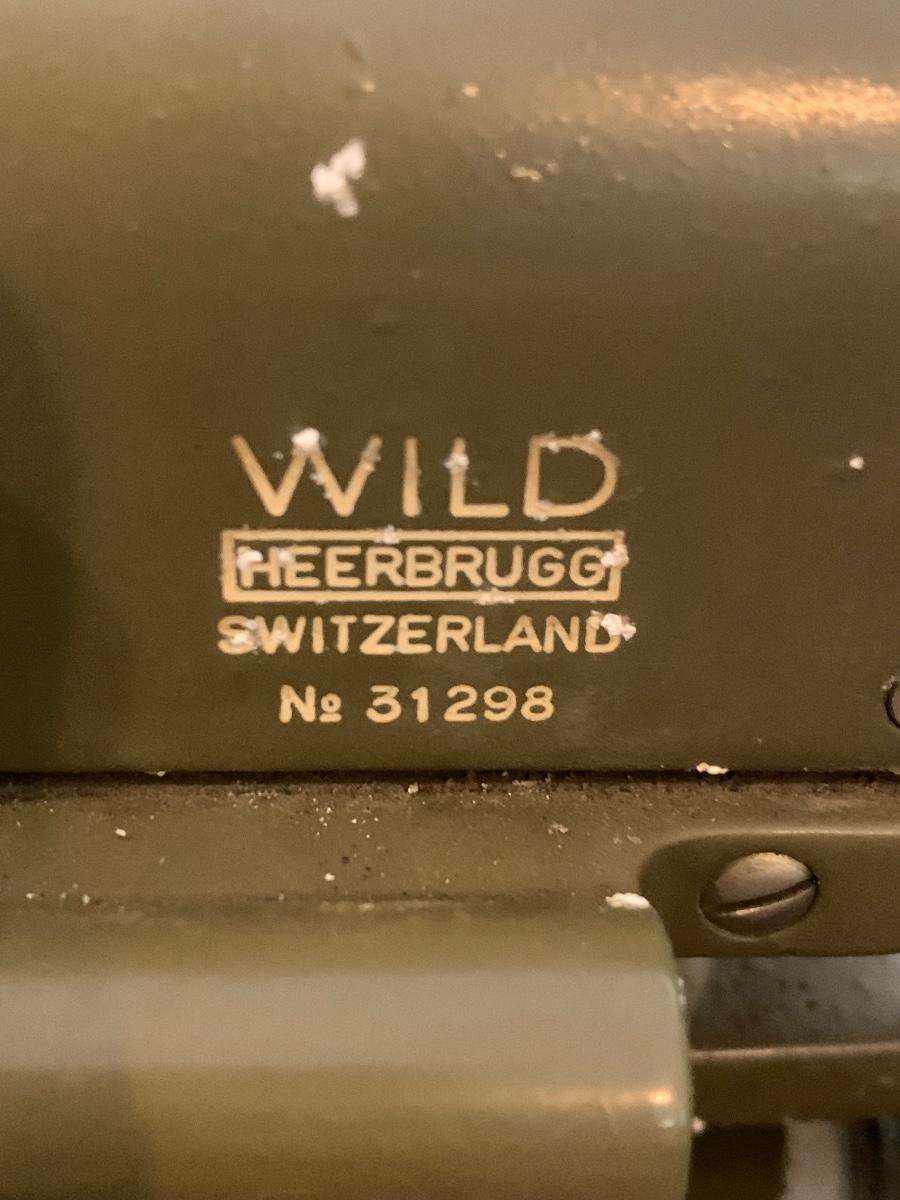 WILD
HEERBRUGG
SWITZERLAND
Nº 31298